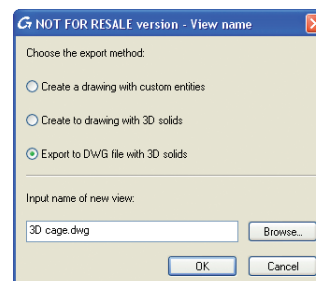 NOT FOR RESALE version - View name
Choose the export method:
Create a drawing with custom entities
Create to drawing with 3D solids
Export to DWG file with 3D solids
Input name of new view:
3D cage.dwg
Browse...
OK Cancel